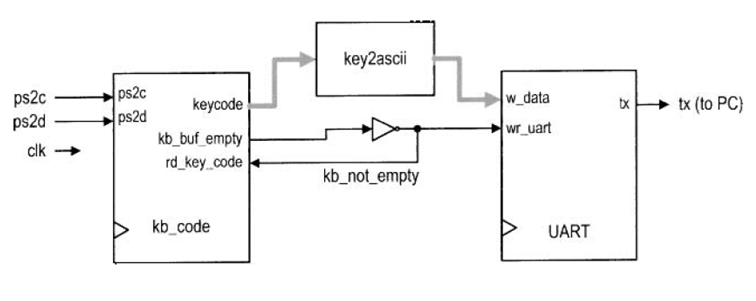 key2ascii
ps2c
ps2d
clk
ps2c
ps2d
keycode
kb_buf_empty
rd_key_code
kb_code
kb_not_empty
w_data
wr_uart
tx
UART
tx (to PC)